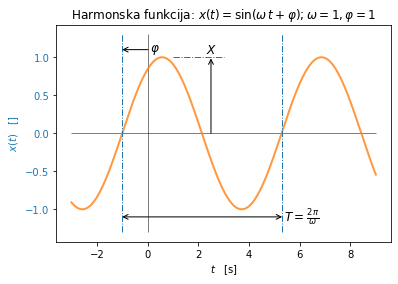 Harmonska funkcija: x(t) = sin(ω t + φ); ω = 1, φ = 1
φ
X
1.0
0.5
0.0
−0.5
−1.0
x(t) []
T = 2π/ω
−2 0 2 4 6 8
t [s]